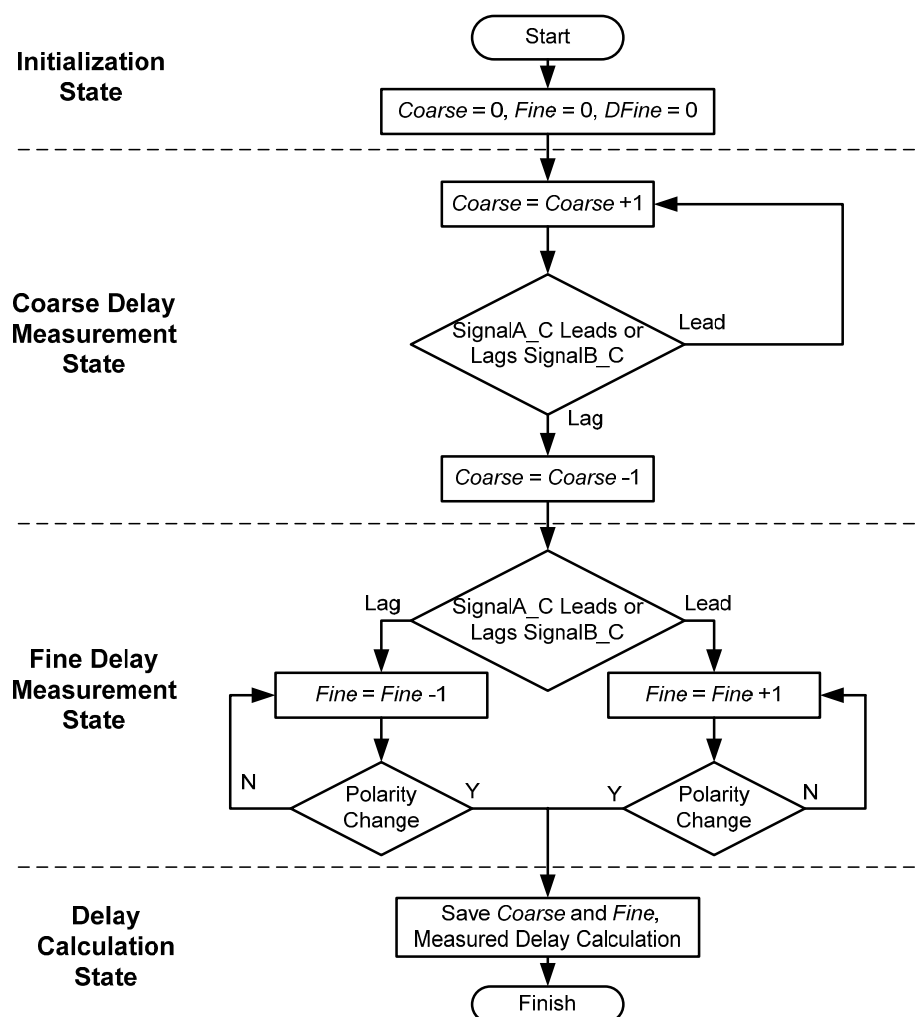 Initialization
State
Start
Coarse = 0, Fine = 0, DFine = 0
Coarse Delay
Measurement
State
Coarse = Coarse +1
SignalA_C Leads or
Lags SignalB_C
Lead
Lag
Coarse = Coarse -1
Fine Delay
Measurement
State
SignalA_C Leads or
Lags SignalB_C
Lag
Lead
Fine = Fine -1
Fine = Fine +1
N
Polarity
Change
Y
Y
Polarity
Change
N
Delay
Calculation
State
Save Coarse and Fine,
Measured Delay Calculation
Finish